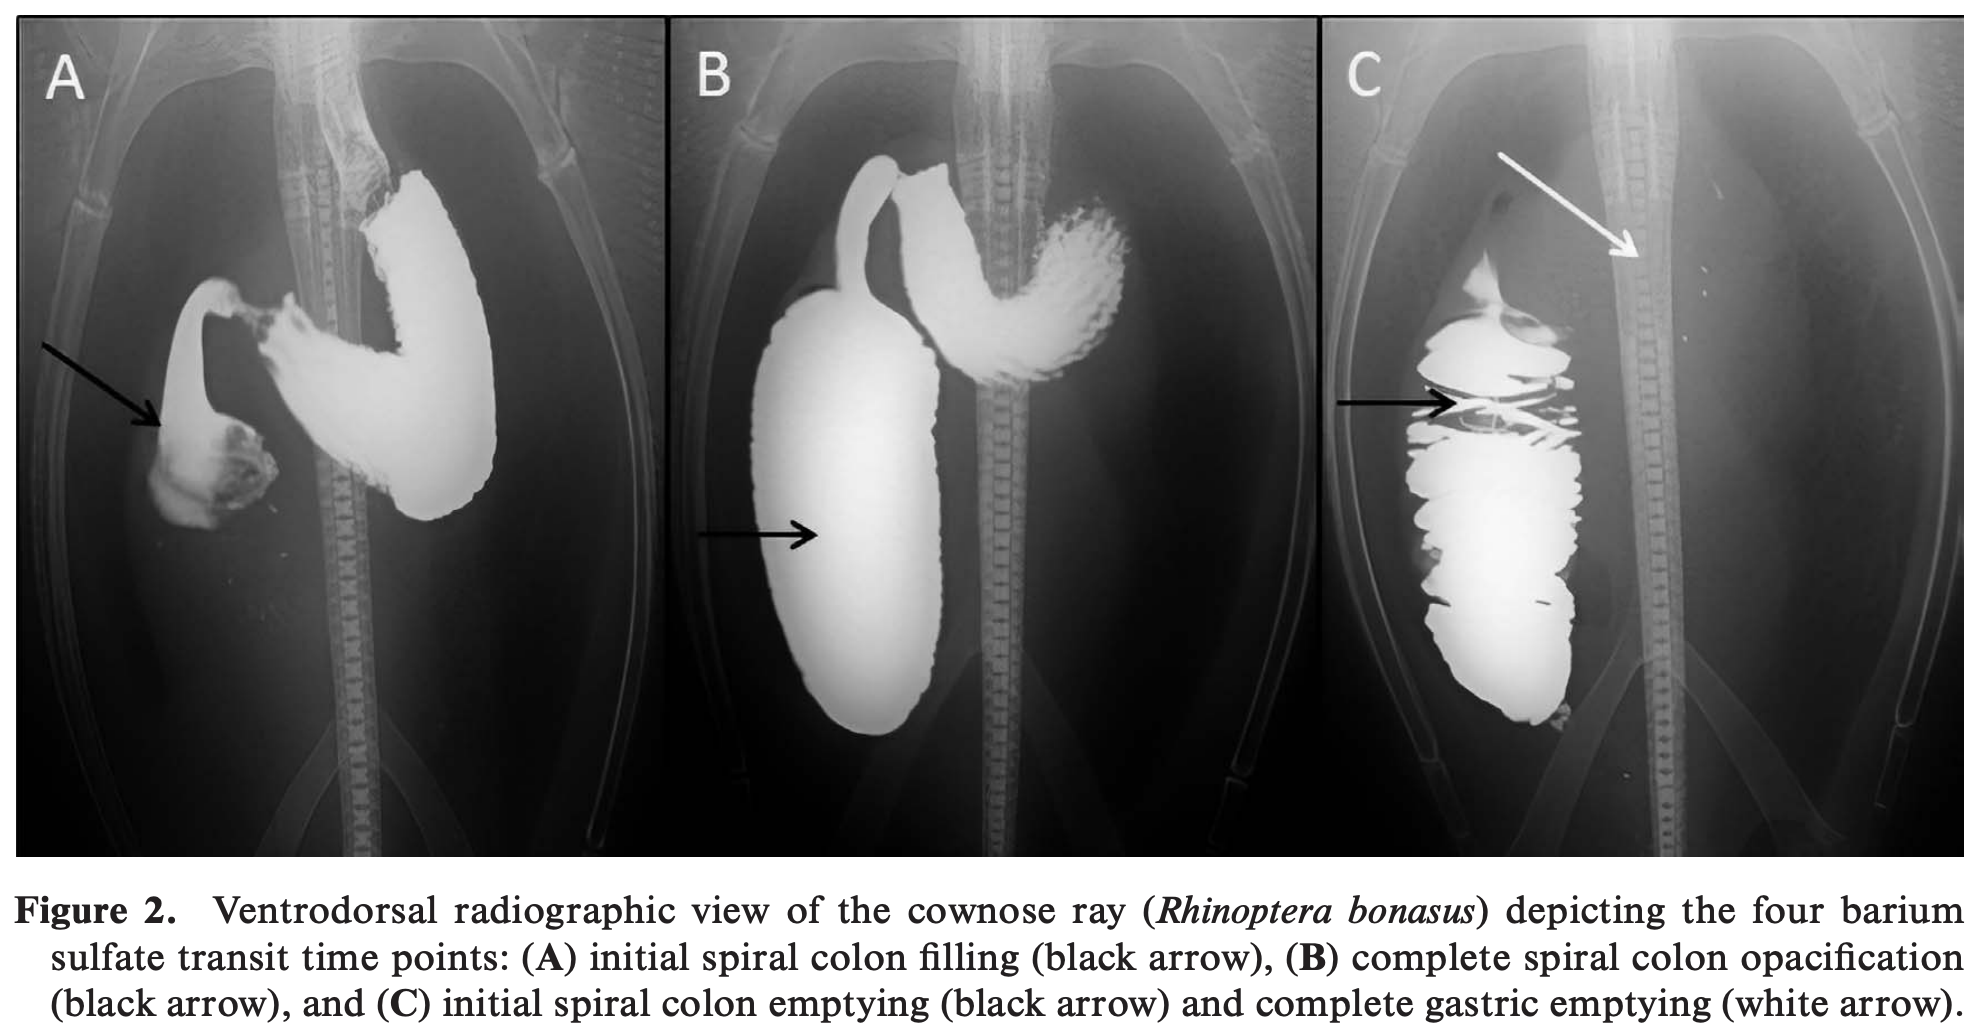 A B C
Figure 2. Ventrodorsal radiographic view of the cownose ray (Rhinoptera bonasus) depicting the four barium
sulfate transit time points: (A) initial spiral colon filling (black arrow), (B) complete spiral colon opacification
(black arrow), and (C) initial spiral colon emptying (black arrow) and complete gastric emptying (white arrow).